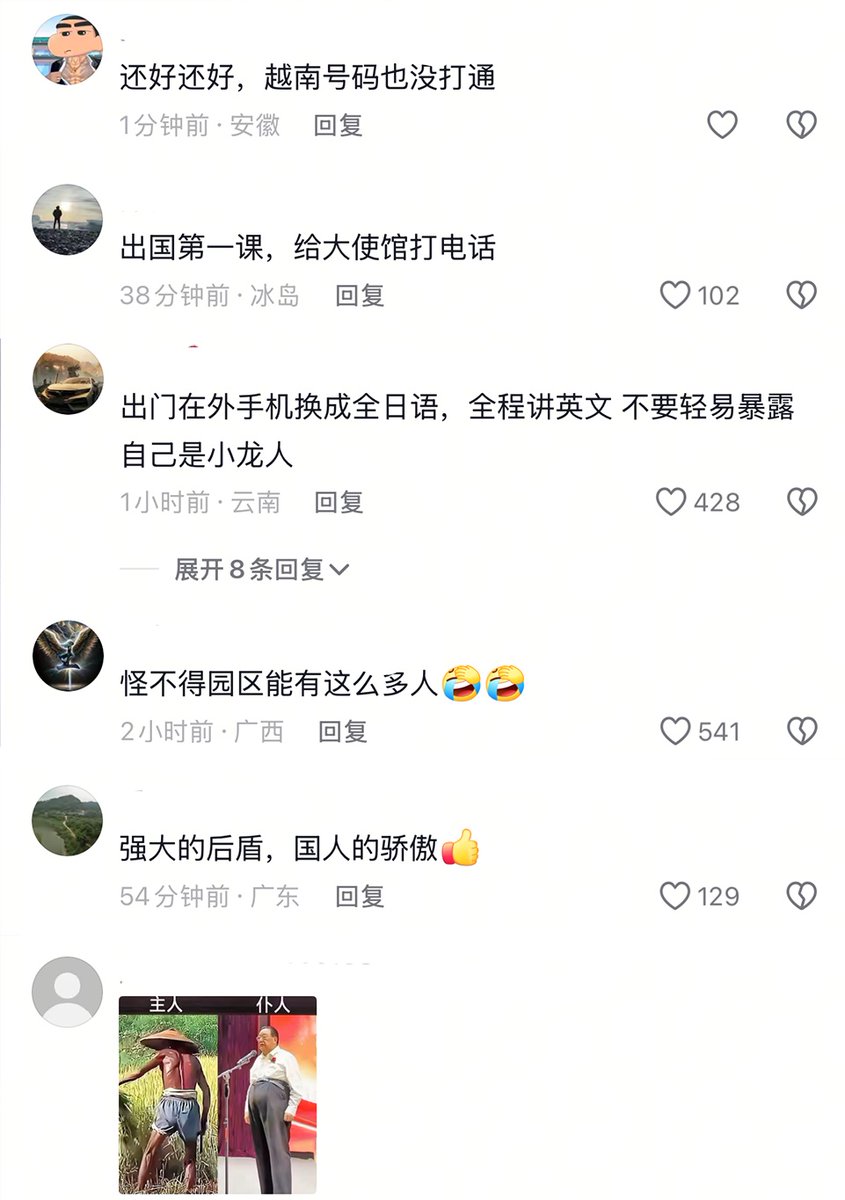 还好还好，越南号码也没打通
1分钟前·安徽 回复
出国第一课，给大使馆打电话
38分钟前·冰岛 回复 102
出门在外手机换成全日语，全程讲英文 不要轻易暴露
自己是小龙人
1小时前·云南 回复 428
展开8条回复
怪不得园区能有这么多人🤣🤣
2小时前·广西 回复 541
强大的后盾，国人的骄傲👍
54分钟前·广东 回复 129
主人 仆人